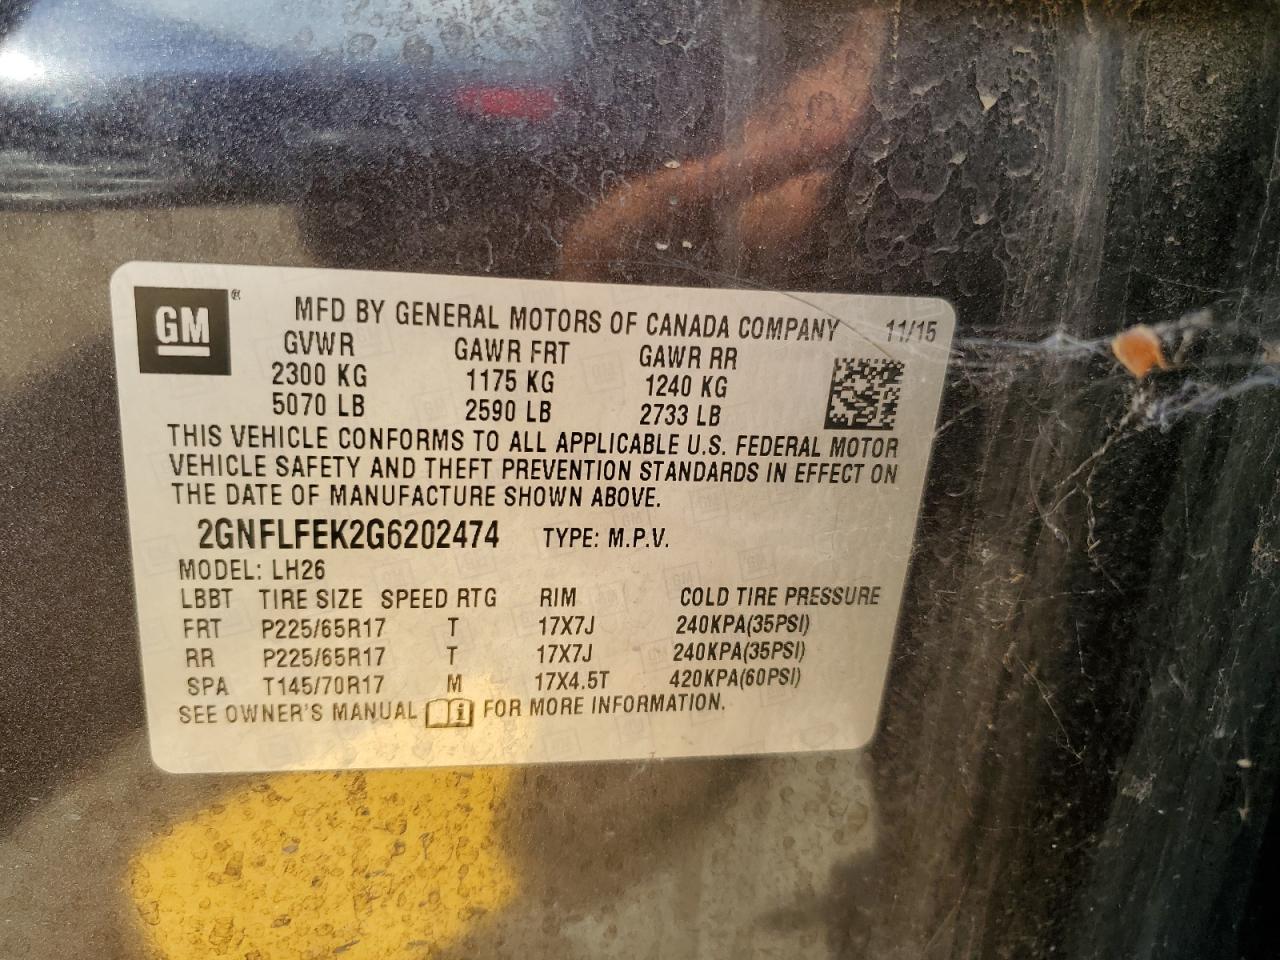 GM®
MFD BY GENERAL MOTORS OF CANADA COMPANY 11/15
GVWR GAWR FRT GAWR RR
2300 KG 1175 KG 1240 KG
5070 LB 2590 LB 2733 LB
THIS VEHICLE CONFORMS TO ALL APPLICABLE U.S. FEDERAL MOTOR
VEHICLE SAFETY AND THEFT PREVENTION STANDARDS IN EFFECT ON
THE DATE OF MANUFACTURE SHOWN ABOVE.
2GNFLFEK2G6202474 TYPE: M.P.V.
MODEL: LH26
LBBT TIRE SIZE SPEED RTG RIM COLD TIRE PRESSURE
FRT P225/65R17 T 17X7J 240KPA(35PSI)
RR P225/65R17 T 17X7J 240KPA(35PSI)
SPA T145/70R17 M 17X4.5T 420KPA(60PSI)
SEE OWNER'S MANUAL i FOR MORE INFORMATION.